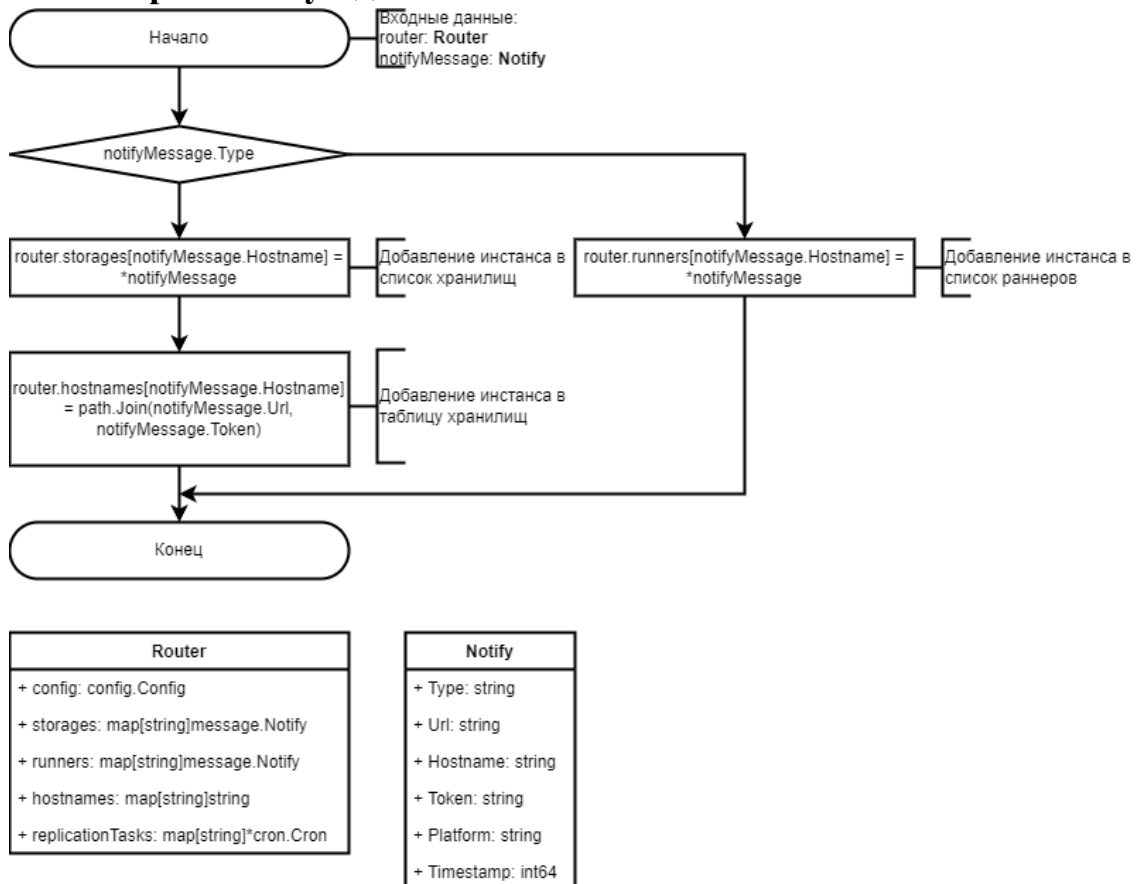 Начало
Входные данные:
router: Router
notifyMessage: Notify
notifyMessage.Type
router.storages[notifyMessage.Hostname] =
*notifyMessage
Добавление инстанса в
список хранилищ
router.runners[notifyMessage.Hostname] =
*notifyMessage
Добавление инстанса в
список раннеров
router.hostnames[notifyMessage.Hostname]
= path.Join(notifyMessage.Url,
notifyMessage.Token)
Добавление инстанса в
таблицу хранилищ
Конец
Router
+ config: config.Config
+ storages: map[string]message.Notify
+ runners: map[string]message.Notify
+ hostnames: map[string]string
+ replicationTasks: map[string]*cron.Cron
Notify
+ Type: string
+ Url: string
+ Hostname: string
+ Token: string
+ Platform: string
+ Timestamp: int64